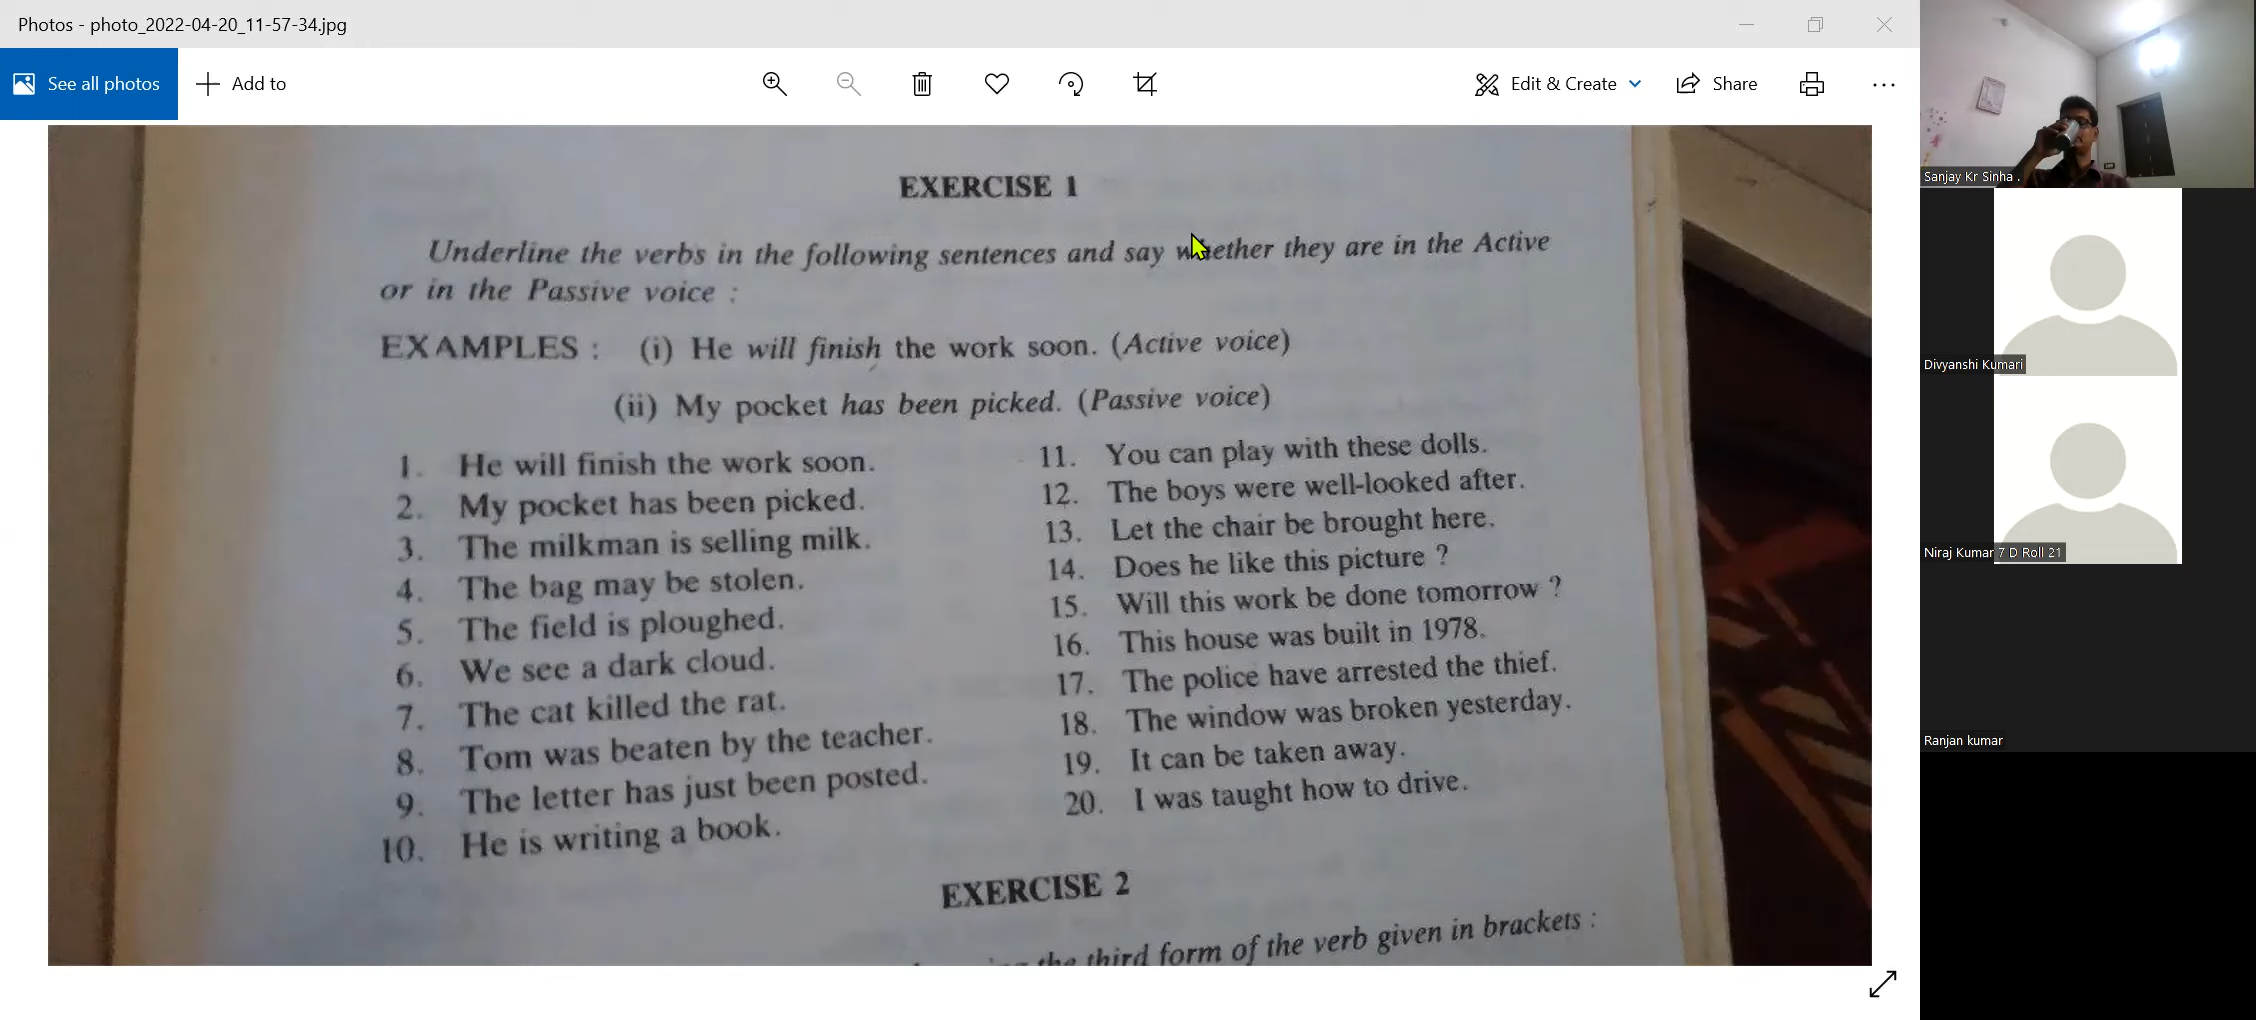 Photos - photo_2022-04-20_11-57-34.jpg
See all photos
Add to
Edit & Create
Share
EXERCISE 1
Underline the verbs in the following sentences and say whether they are in the Active
or in the Passive voice :
EXAMPLES : (i) He will finish the work soon. (Active voice)
(ii) My pocket has been picked. (Passive voice)
1. He will finish the work soon.
2. My pocket has been picked.
3. The milkman is selling milk.
4. The bag may be stolen.
5. The field is ploughed.
6. We see a dark cloud.
7. The cat killed the rat.
8. Tom was beaten by the teacher.
9. The letter has just been posted.
10. He is writing a book.
11. You can play with these dolls.
12. The boys were well-looked after.
13. Let the chair be brought here.
14. Does he like this picture ?
15. Will this work be done tomorrow ?
16. This house was built in 1978.
17. The police have arrested the thief.
18. The window was broken yesterday.
19. It can be taken away.
20. I was taught how to drive.
EXERCISE 2
the third form of the verb given in brackets :
Sanjay Kr Sinha .
Divyanshi Kumari
Niraj Kumar 7 D Roll 21
Ranjan kumar